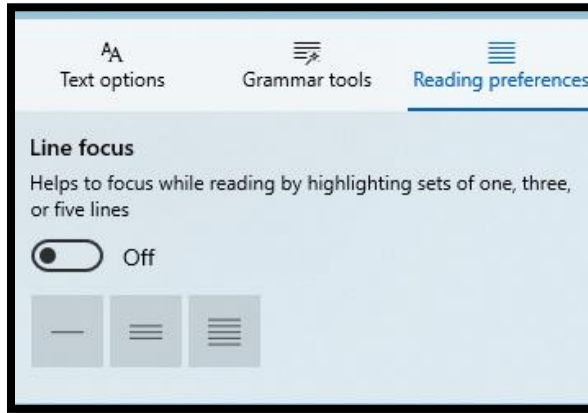 AA
Text options
Grammar tools
Reading preferences
Line focus
Helps to focus while reading by highlighting sets of one, three,
or five lines
Off